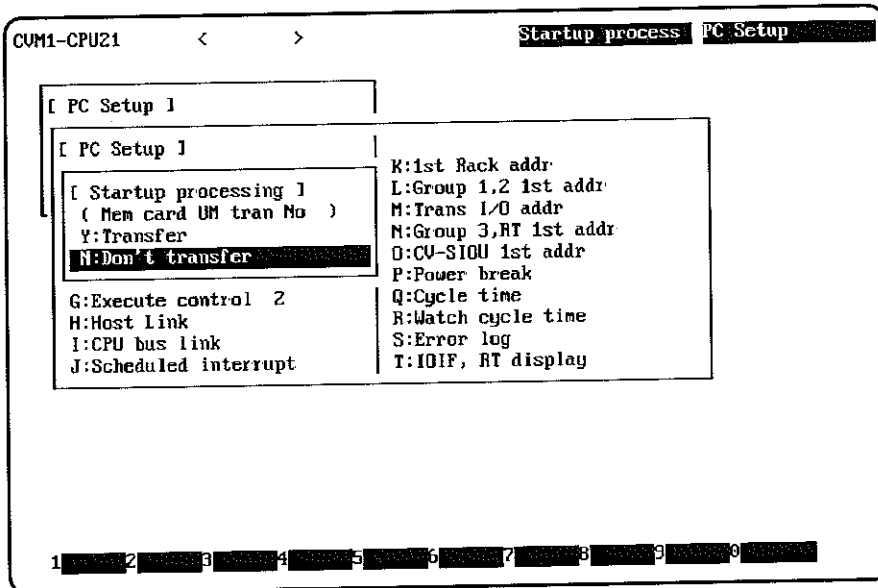 CVM1-CPU21 < > Startup process PC Setup
[ PC Setup ]
[ PC Setup ]
[ Startup processing ]
( Mem card UM tran No )
Y:Transfer
N:Don't transfer
G:Execute control 2
H:Host Link
I:CPU bus link
J:Scheduled interrupt
K:1st Rack addr
L:Group 1,2 1st addr
M:Trans I/O addr
N:Group 3,RT 1st addr
O:CV-SIOU 1st addr
P:Power break
Q:Cycle time
R:Watch cycle time
S:Error log
T:IOIF, RT display
1 2 3 4 5 6 7 8 9 0